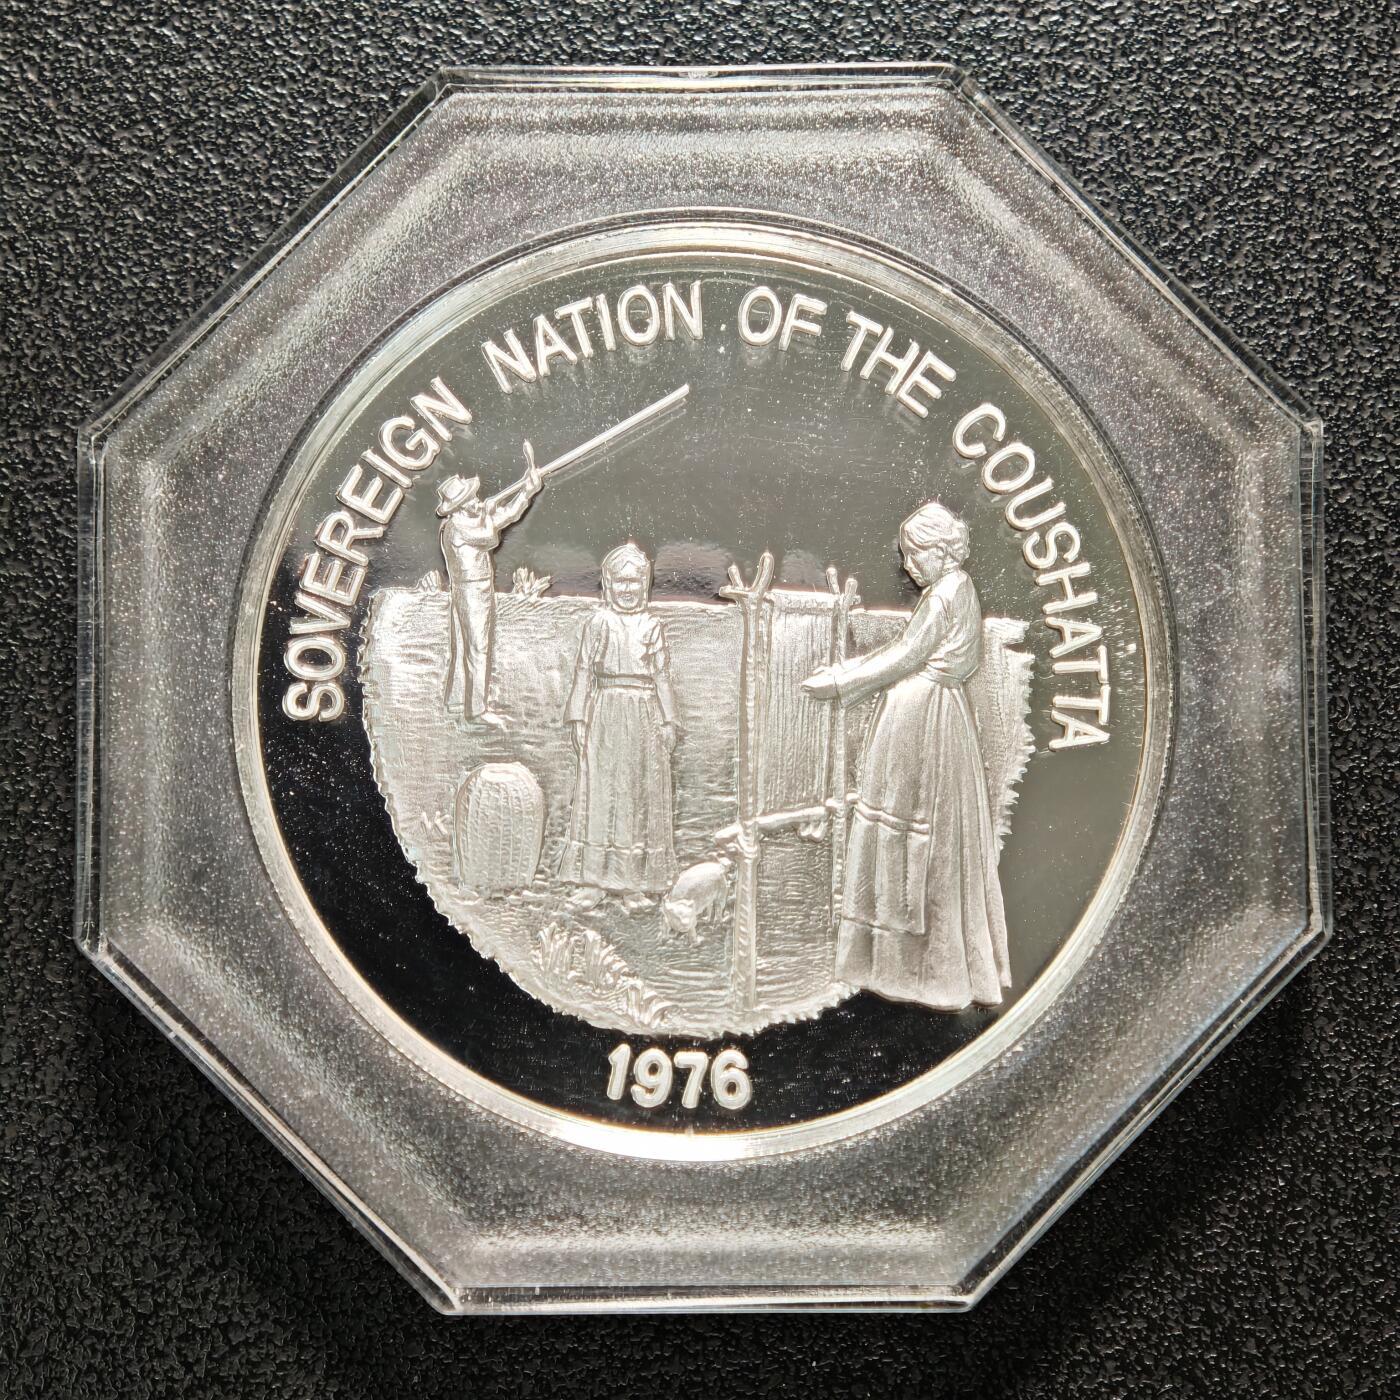 SOVEREIGN NATION OF THE COUSHATTA
1976